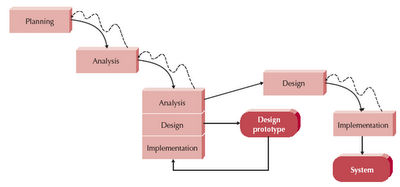 Planning
Analysis
Analysis
Design
Implementation
Design
prototype
Design
Implementation
System